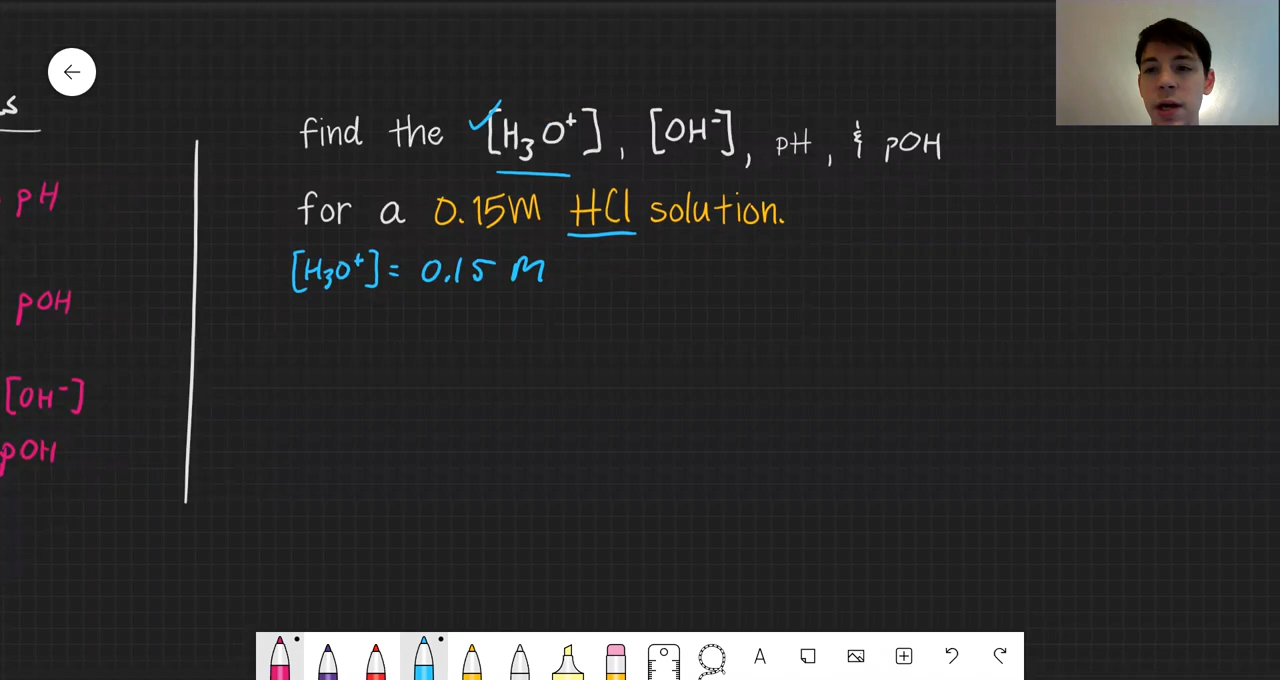 s
pH
pOH
[OH⁻]
pOH
find the [H₃O⁺], [OH⁻], pH, & pOH
for a 0.15M HCl solution.
[H₃O⁺] = 0.15 M
A